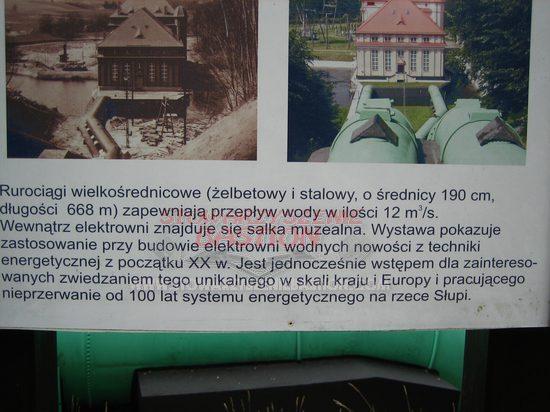 Rurociągi wielkośrednicowe (żelbetowy i stalowy, o średnicy 190 cm,
długości 668 m) zapewniają przepływ wody w ilości 12 m³/s.
Wewnątrz elektrowni znajduje się salka muzealna. Wystawa pokazuje
zastosowanie przy budowie elektrowni wodnych nowości z techniki
energetycznej z początku XX w. Jest jednocześnie wstępem dla zaintereso-
wanych zwiedzaniem tego unikalnego w skali kraju i Europy i pracującego
nieprzerwanie od 100 lat systemu energetycznego na rzece Słupi.